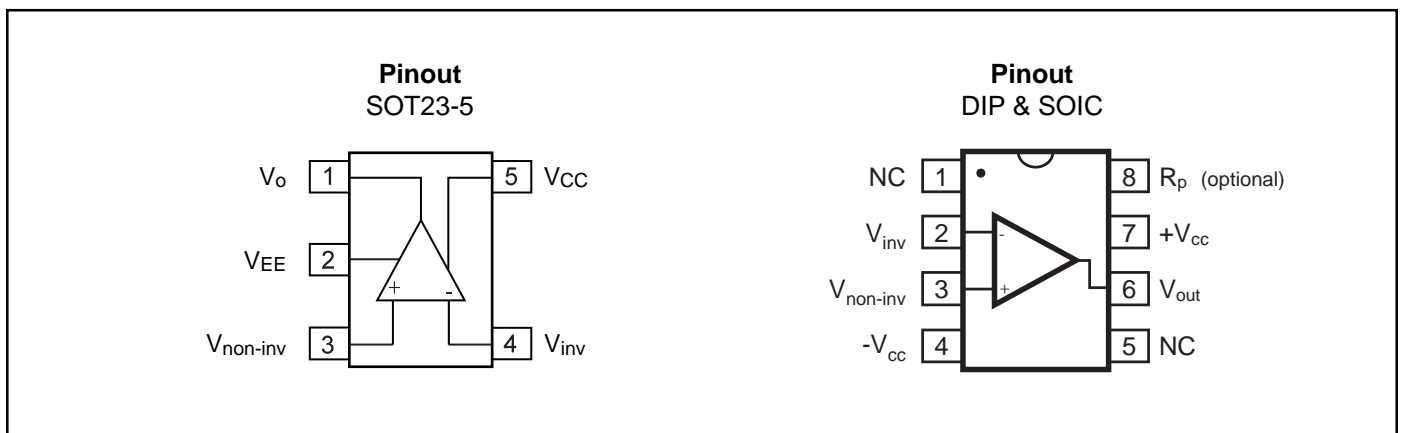 Pinout
SOT23-5
Vo 1
5 VCC
VEE 2
+ -
Vnon-inv 3
4 Vinv
Pinout
DIP & SOIC
NC 1
8 Rp (optional)
Vinv 2
-
7 +Vcc
Vnon-inv 3
+
6 Vout
-Vcc 4
5 NC